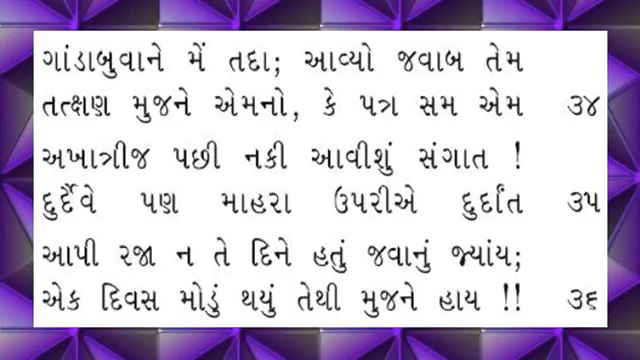 ગાંડાબુવાને મેં તદા; આવ્યો જવાબ તેમ
તત્ક્ષણ મુજને એમનો, કે પત્ર સમ એમ ૩૪
અખાત્રીજ પછી નકી આવીશું સંગાત !
દુર્દૈવે પણ માહરા ઉપરીએ દુર્દાંત ૩૫
આપી રજા ન તે દિને હતું જવાનું જ્યાંય;
એક દિવસ મોડું થયું તેથી મુજને હાય !! ૩૬